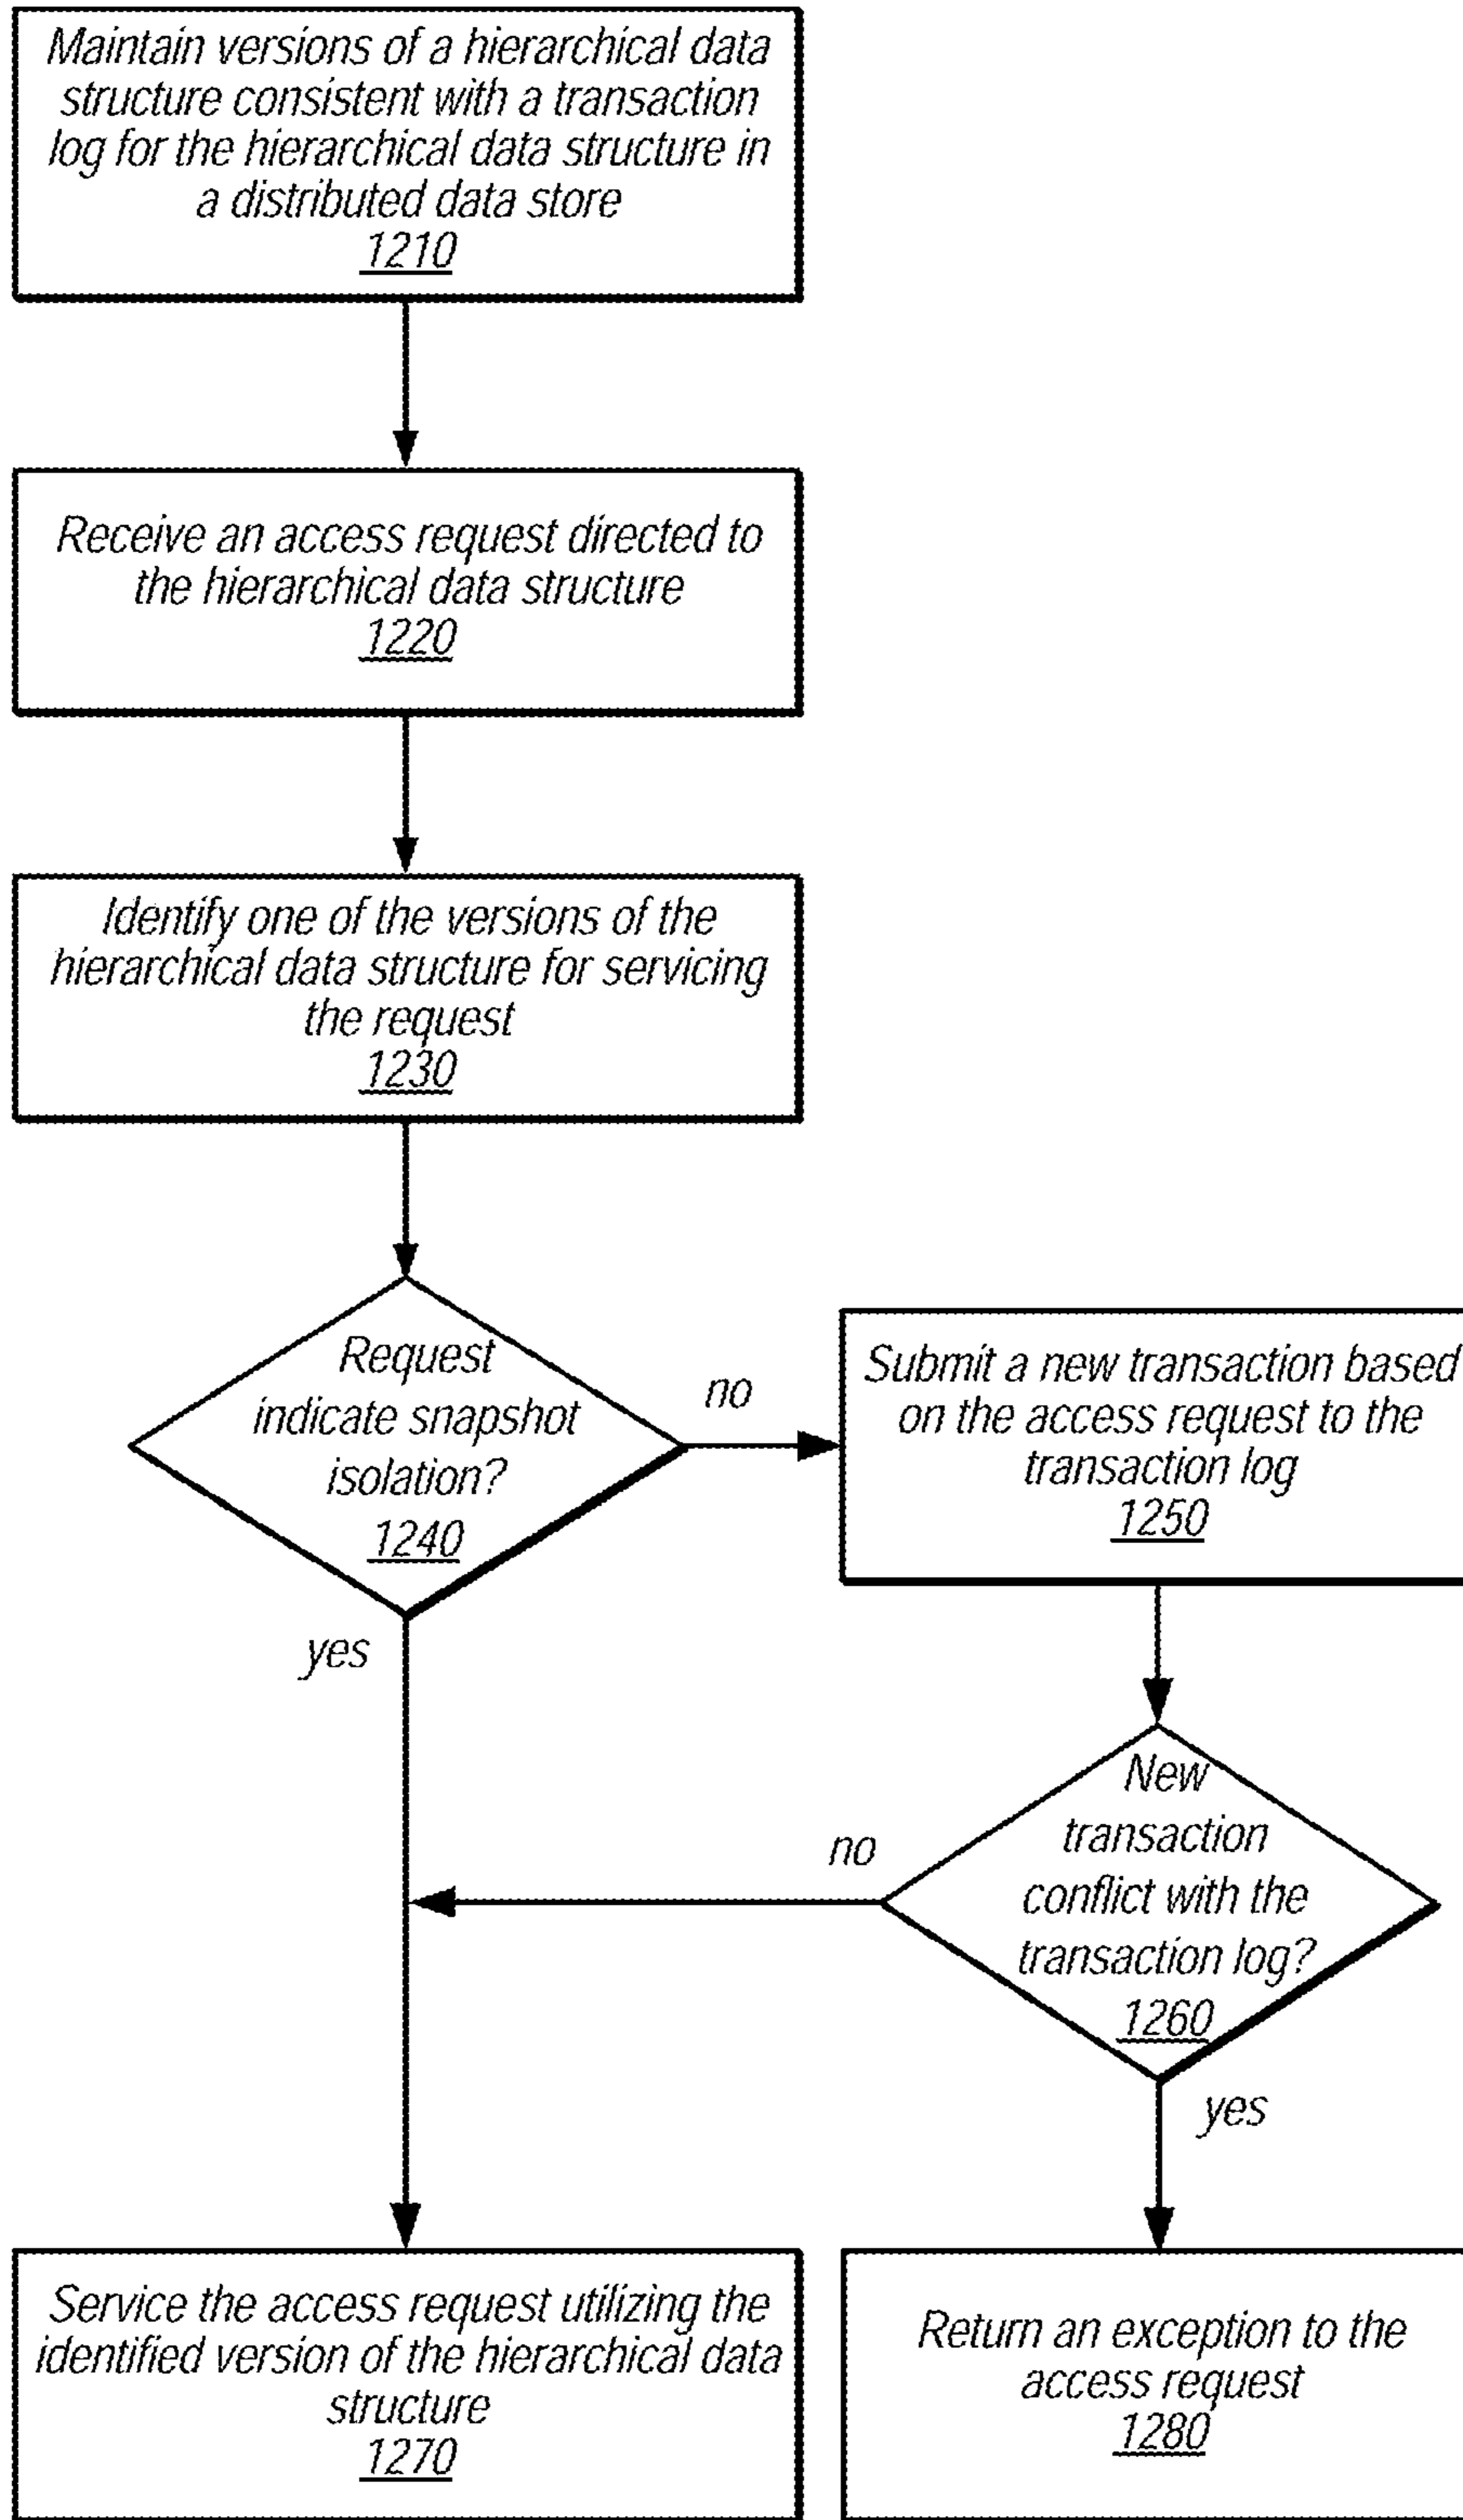 Maintain versions of a hierarchical data
structure consistent with a transaction
log for the hierarchical data structure in
a distributed data store
1210
Receive an access request directed to
the hierarchical data structure
1220
Identify one of the versions of the
hierarchical data structure for servicing
the request
1230
Request
indicate snapshot
isolation?
1240
no
yes
Submit a new transaction based
on the access request to the
transaction log
1250
New
transaction
conflict with the
transaction log?
1260
no
yes
Service the access request utilizing the
identified version of the hierarchical data
structure
1270
Return an exception to the
access request
1280